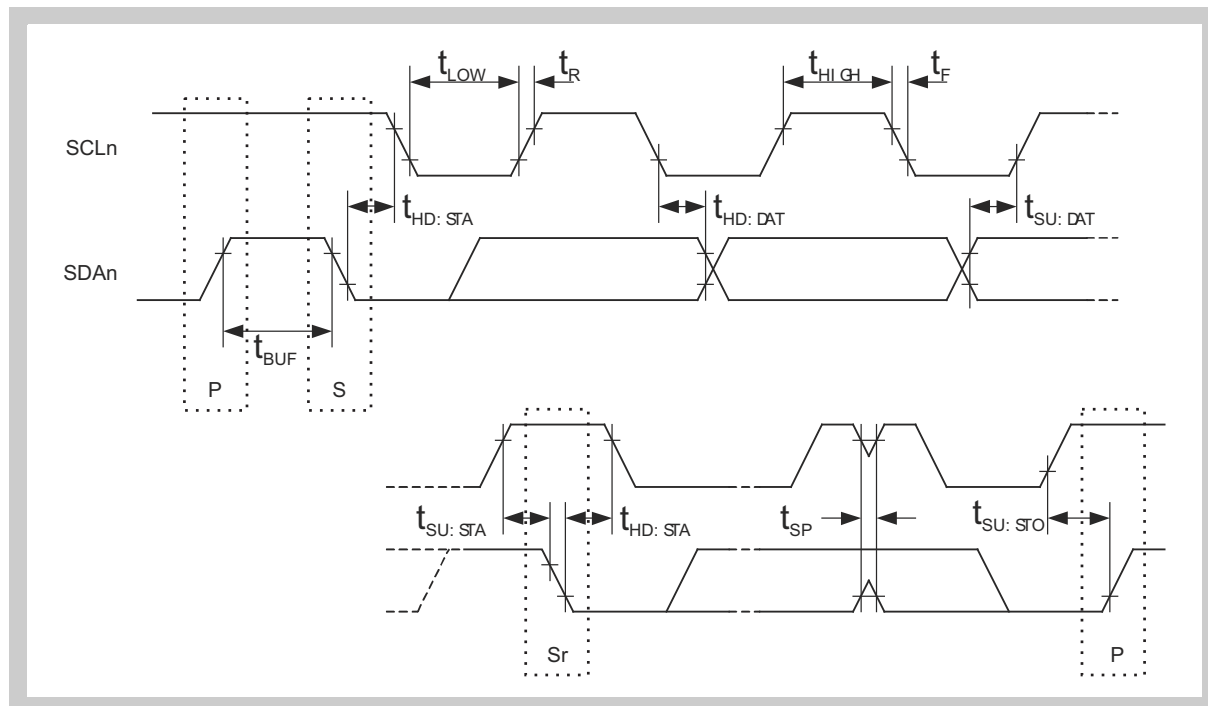 tLOW
tR
tHIGH
tF
SCLn
tHD: STA
tHD: DAT
tSU: DAT
SDAn
tBUF
P
S
tSU: STA
tHD: STA
tSP
tSU: STO
Sr
P